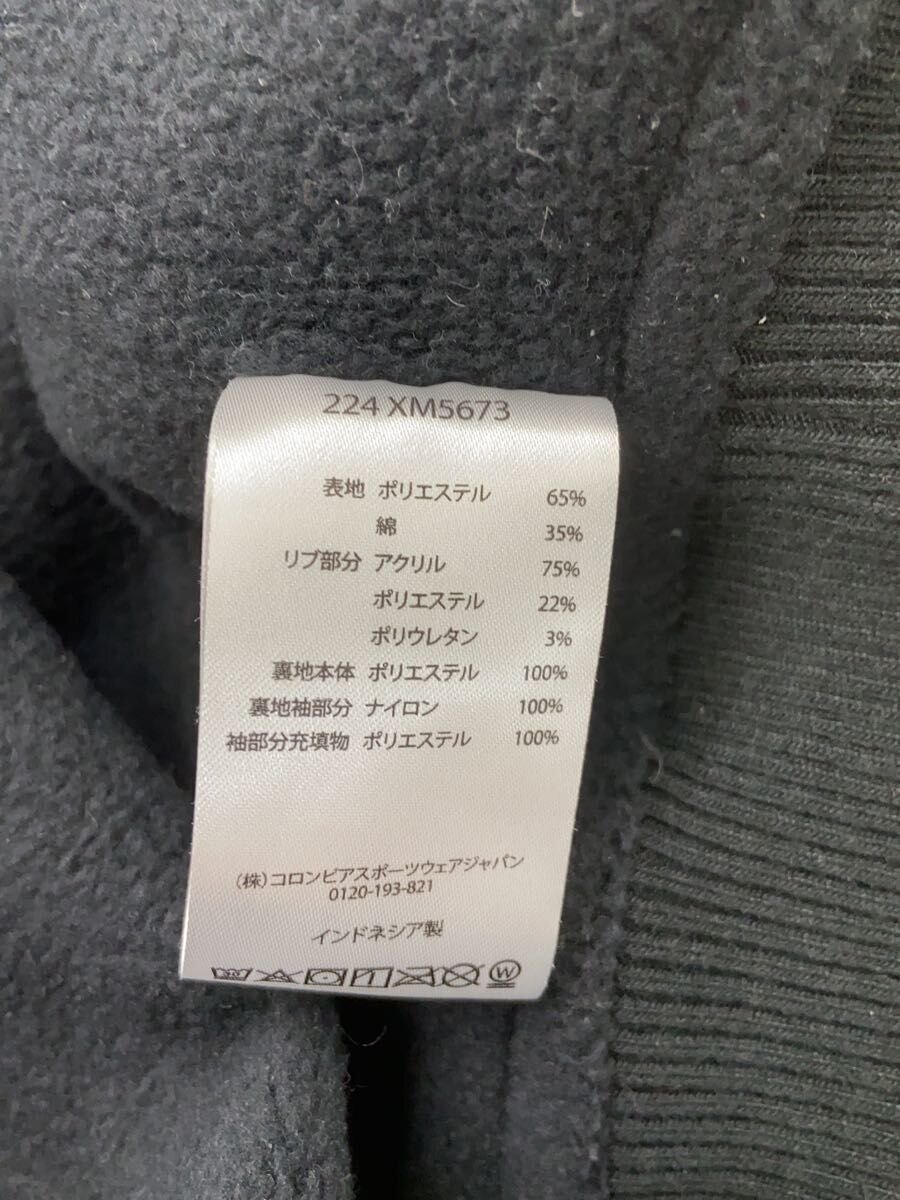 224 XM5673
表地 ポリエステル 65%
綿 35%
リブ部分 アクリル 75%
ポリエステル 22%
ポリウレタン 3%
裏地本体 ポリエステル 100%
裏地袖部分 ナイロン 100%
袖部分充填物 ポリエステル 100%
(株)コロンビアスポーツウェアジャパン
0120-193-821
インドネシア製
W